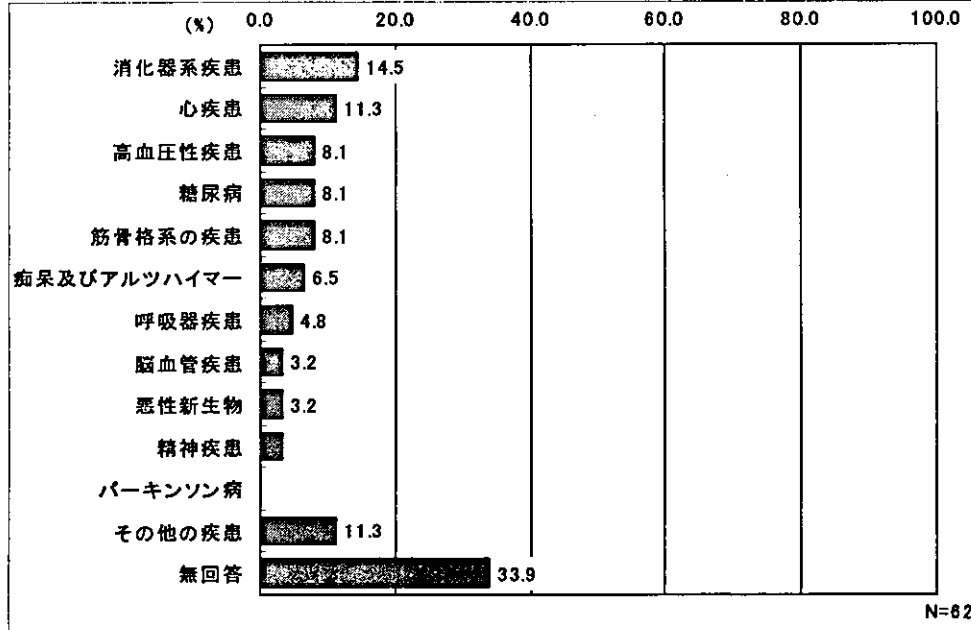 (%) 0.0 20.0 40.0 60.0 80.0 100.0
消化器系疾患 14.5
心疾患 11.3
高血圧性疾患 8.1
糖尿病 8.1
筋骨格系の疾患 8.1
痴呆及びアルツハイマー 6.5
呼吸器疾患 4.8
脳血管疾患 3.2
悪性新生物 3.2
精神疾患
パーキンソン病
その他の疾患 11.3
無回答 33.9
N=62